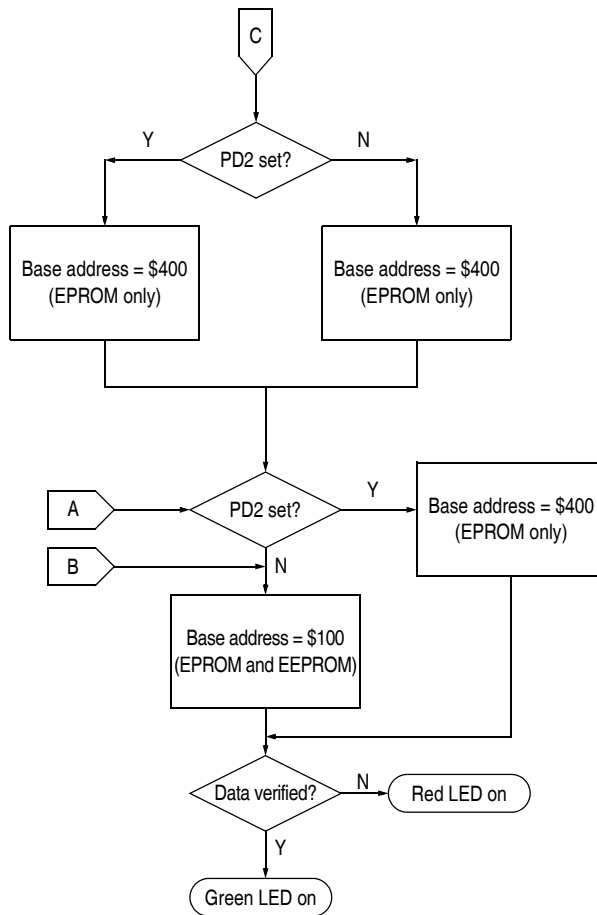 C
Y
PD2 set?
N
Base address = $400
(EPROM only)
Base address = $400
(EPROM only)
A
PD2 set?
Y
Base address = $400
(EPROM only)
B
N
Base address = $100
(EPROM and EEPROM)
Data verified?
N
Red LED on
Y
Green LED on